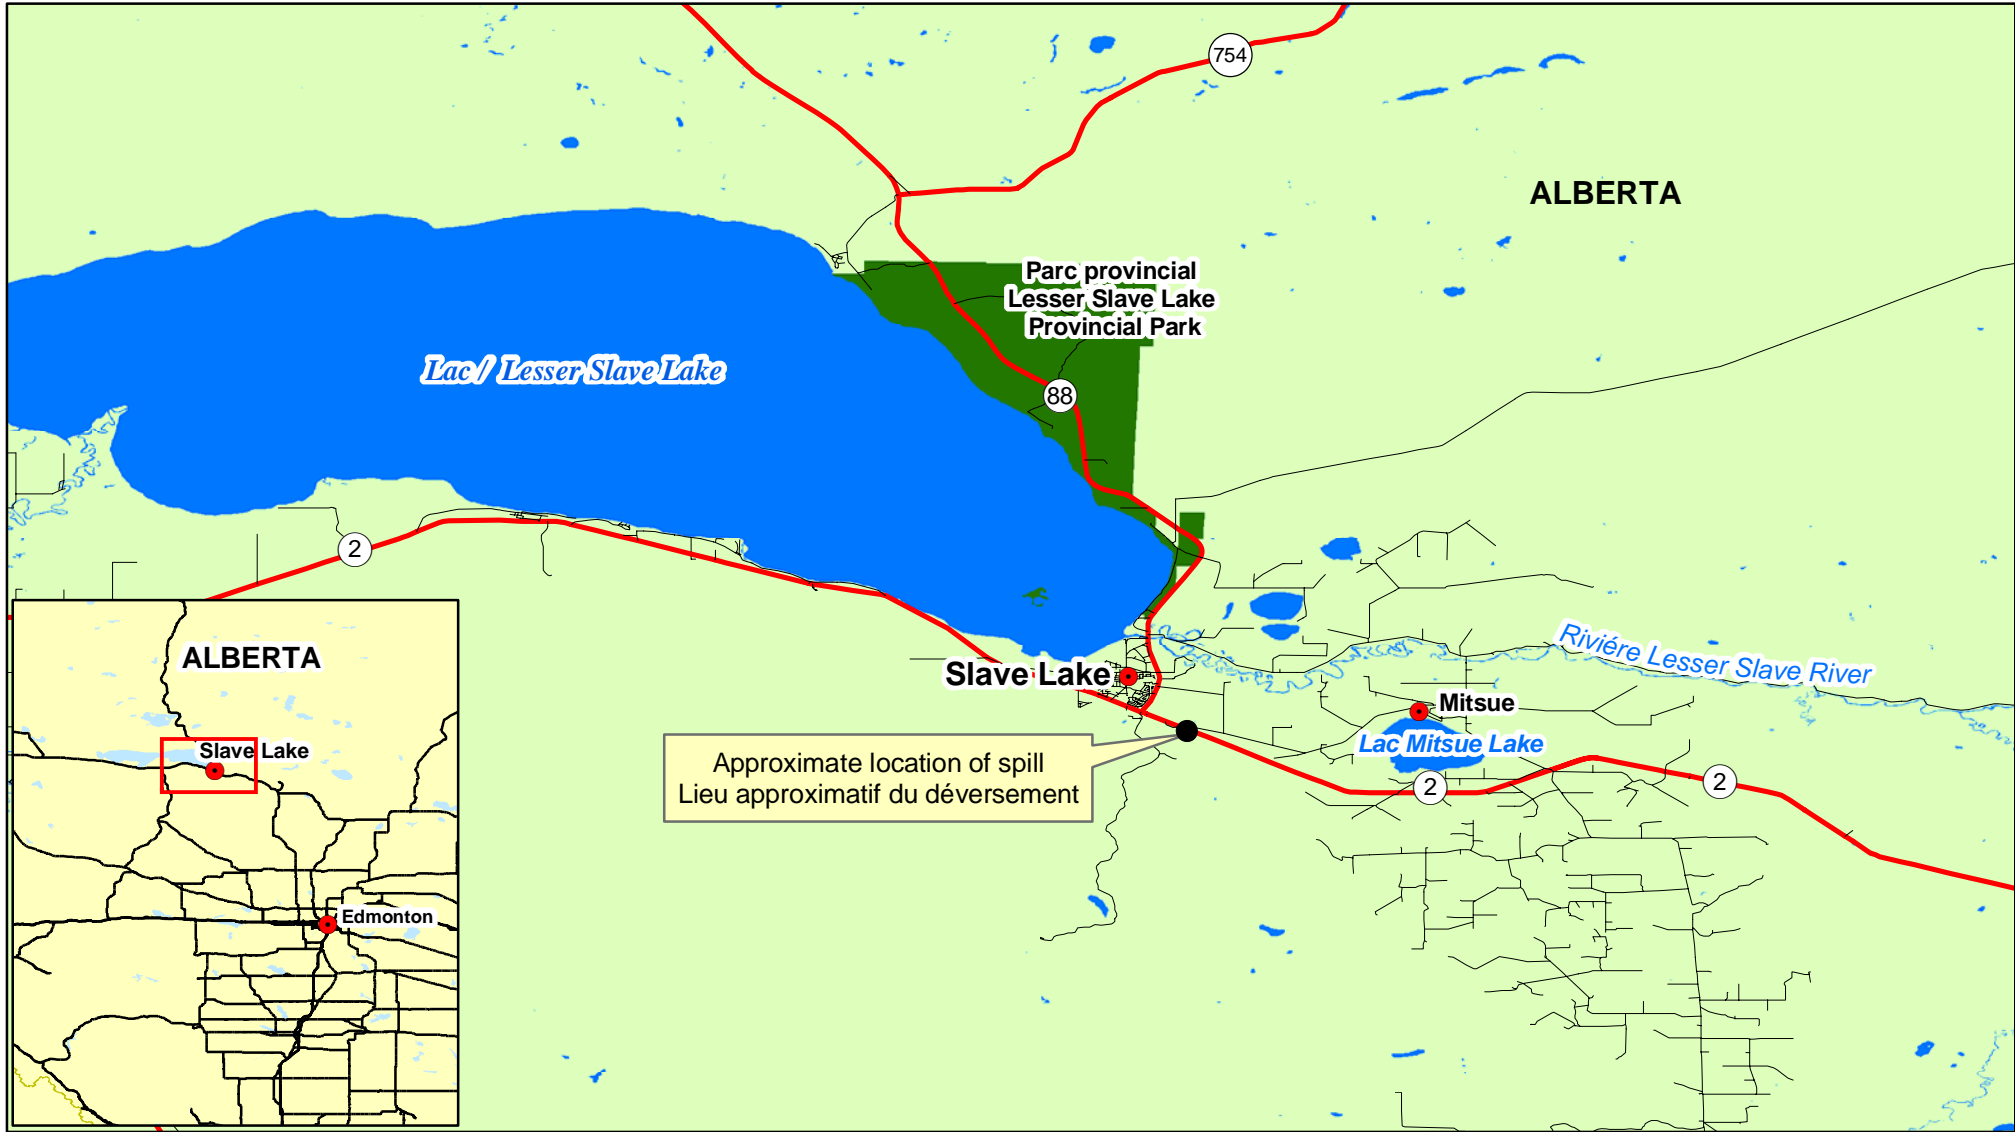 754
ALBERTA
Parc provincial
Lesser Slave Lake
Provincial Park
Lac / Lesser Slave Lake
88
2
Riviére Lesser Slave River
ALBERTA
Slave Lake
Mitsue
Lac Mitsue Lake
Slave Lake
Approximate location of spill
Lieu approximatif du déversement
2
2
Edmonton